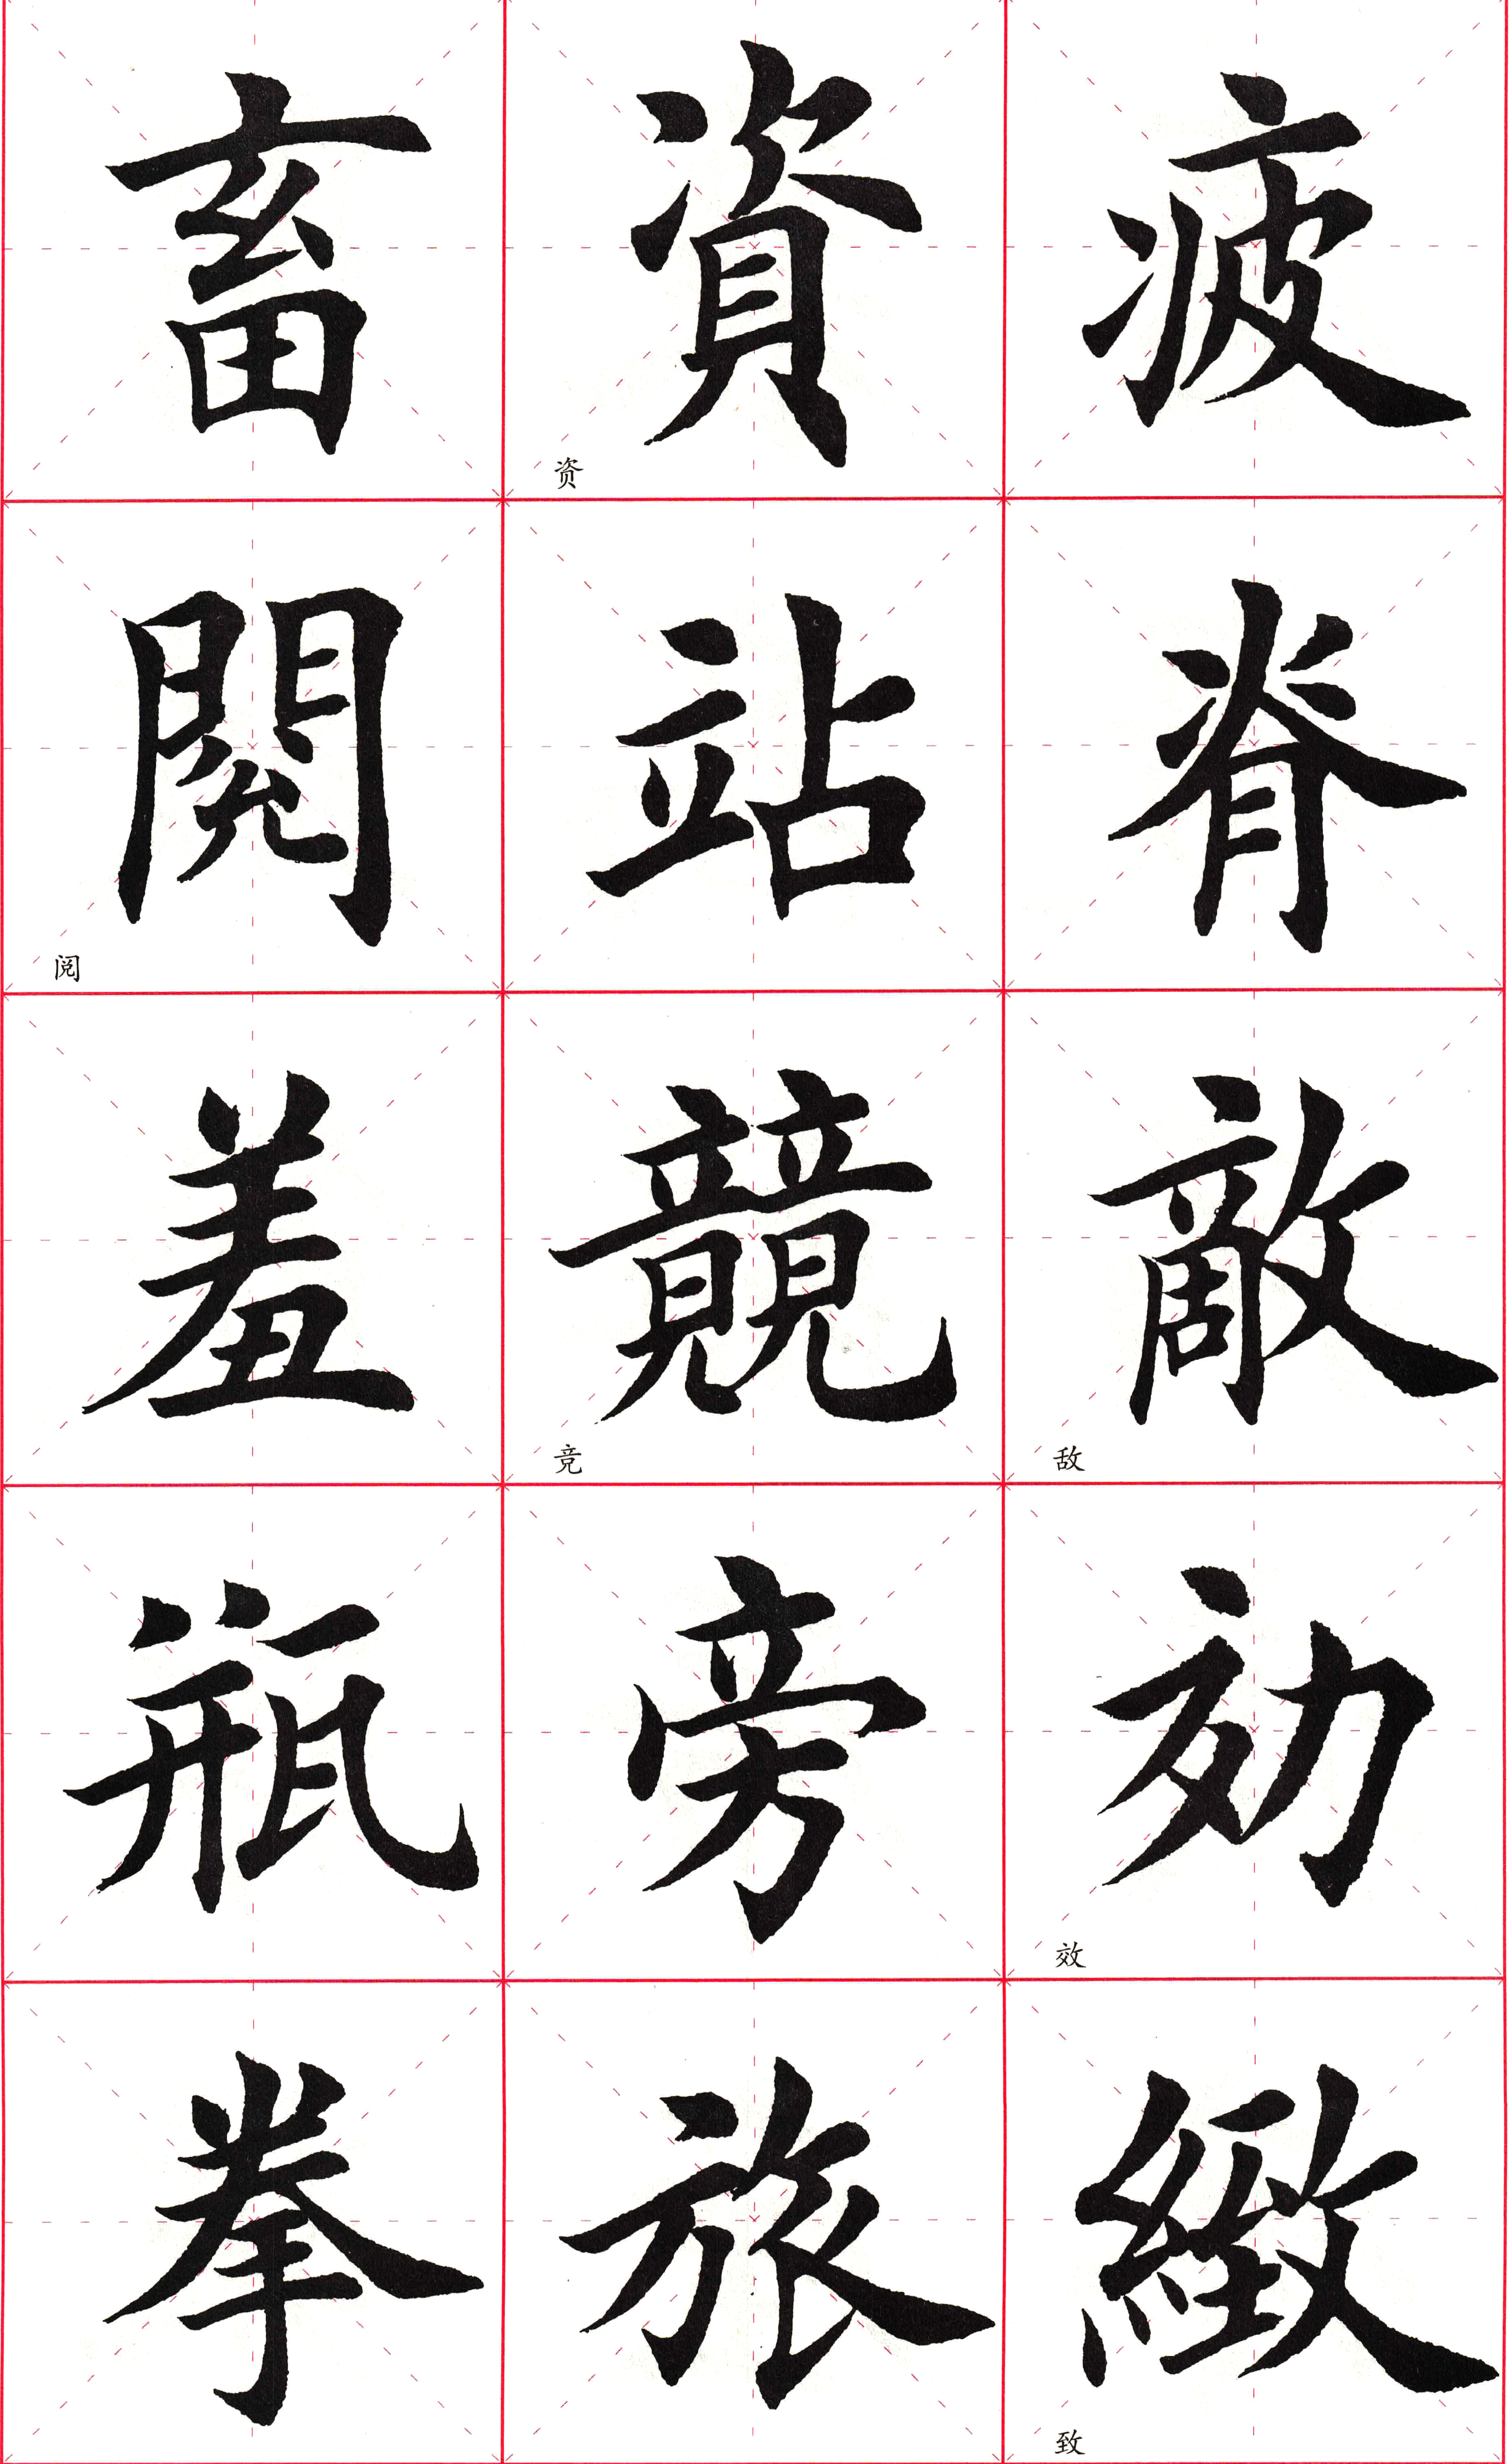 疲脊敵敌効效緻致
資资站競竞旁旅
畜閱阅羞瓶拳